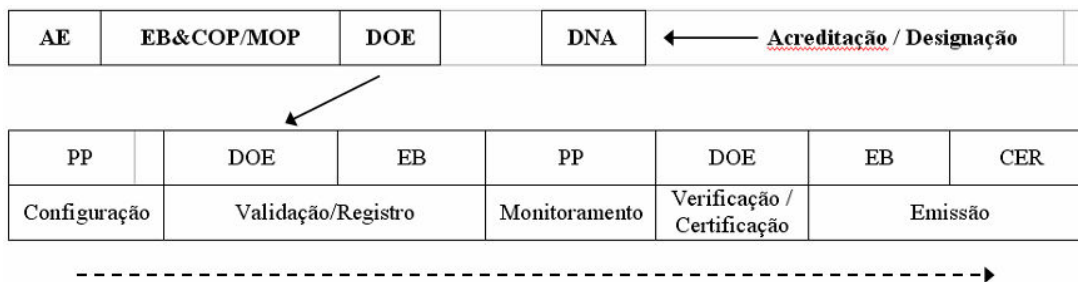 AE EB&COP/MOP DOE DNA Acreditação / Designação
PP DOE EB PP DOE EB CER
Configuração Validação/Registro Monitoramento Verificação / Certificação Emissão